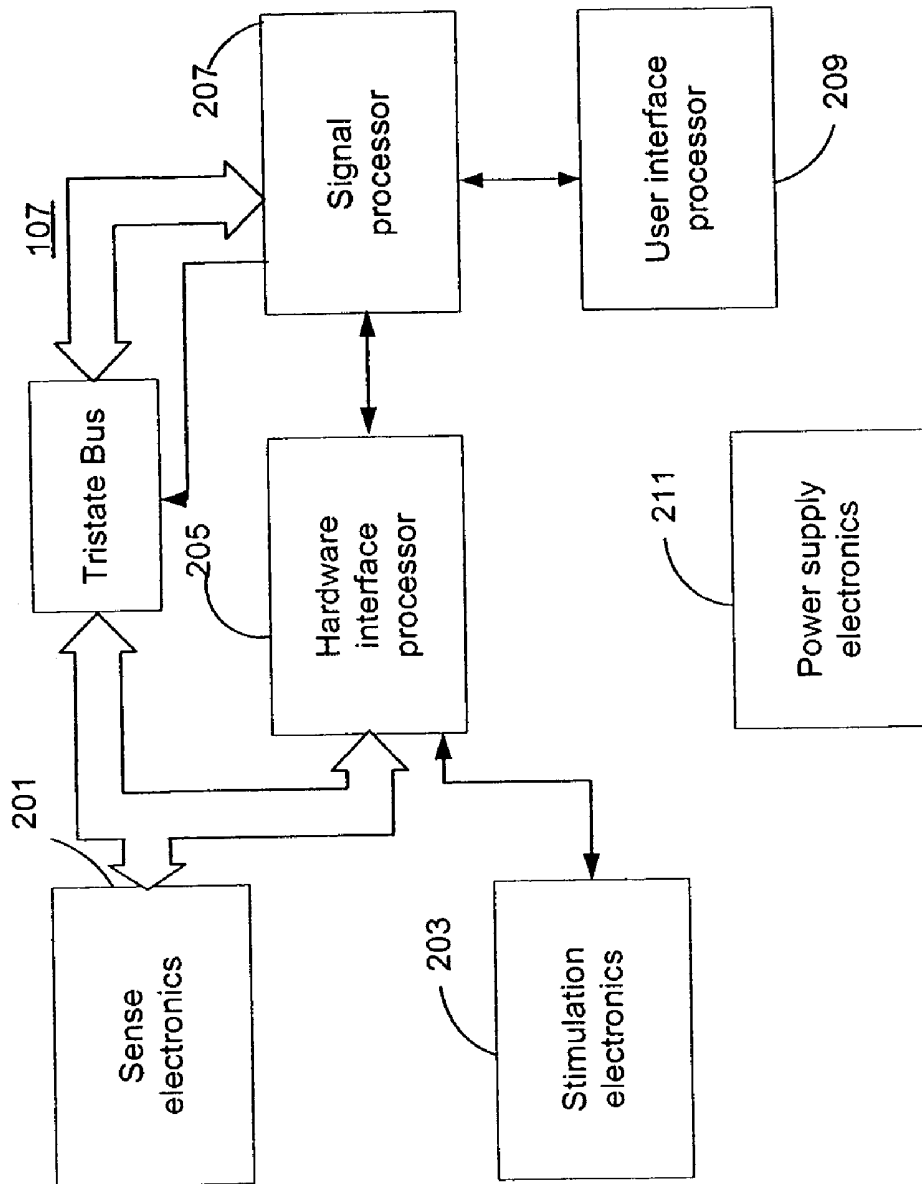 107
201
Sense
electronics
Tristate Bus
207
Signal
processor
205
Hardware
interface
processor
203
Stimulation
electronics
User interface
processor
209
211
Power supply
electronics